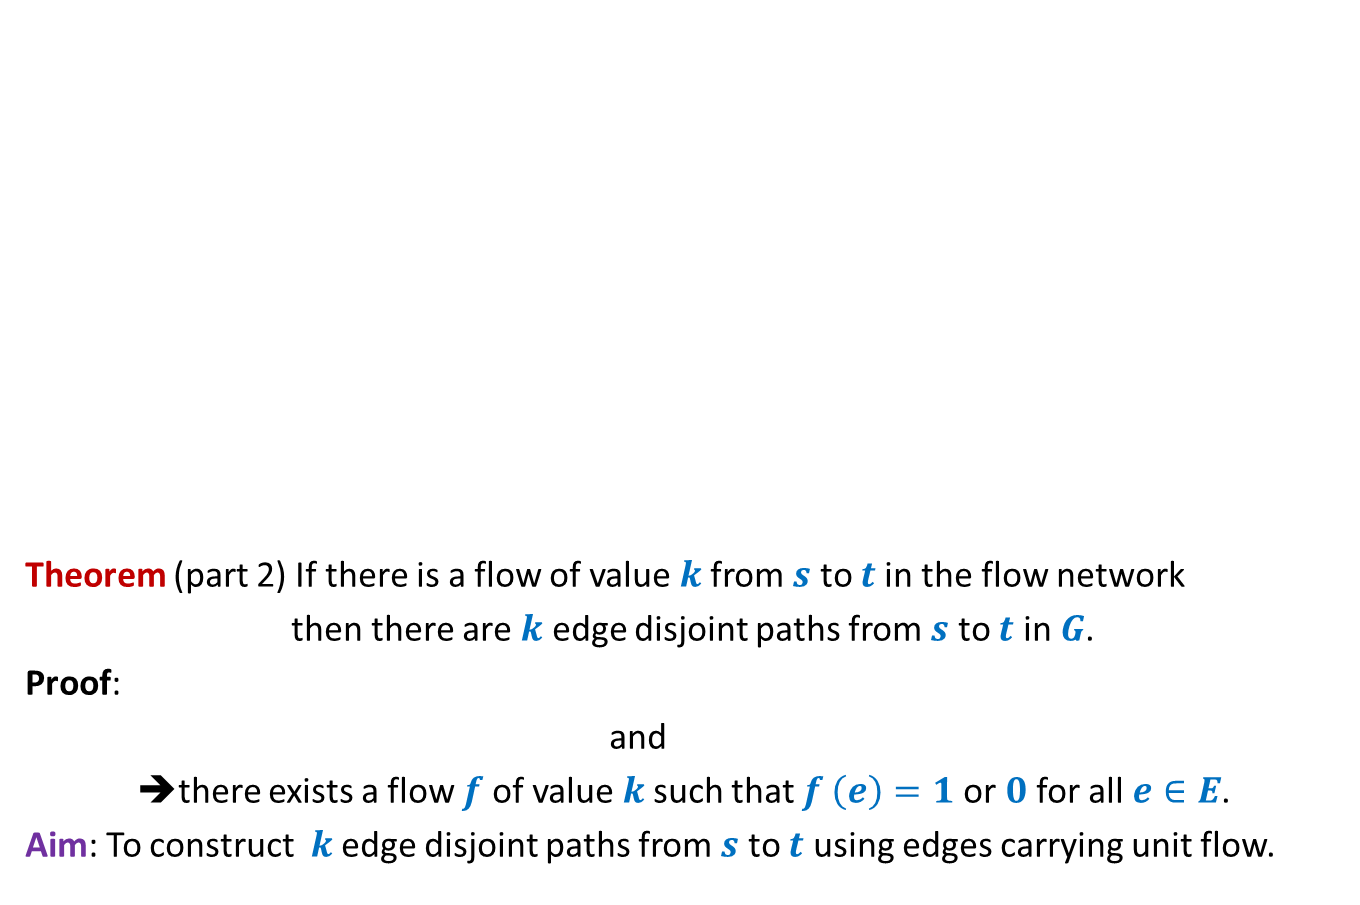 Theorem (part 2) If there is a flow of value k from s to t in the flow network
then there are k edge disjoint paths from s to t in G.
Proof:
and
➔there exists a flow f of value k such that f (e) = 1 or 0 for all e ∈ E.
Aim: To construct k edge disjoint paths from s to t using edges carrying unit flow.